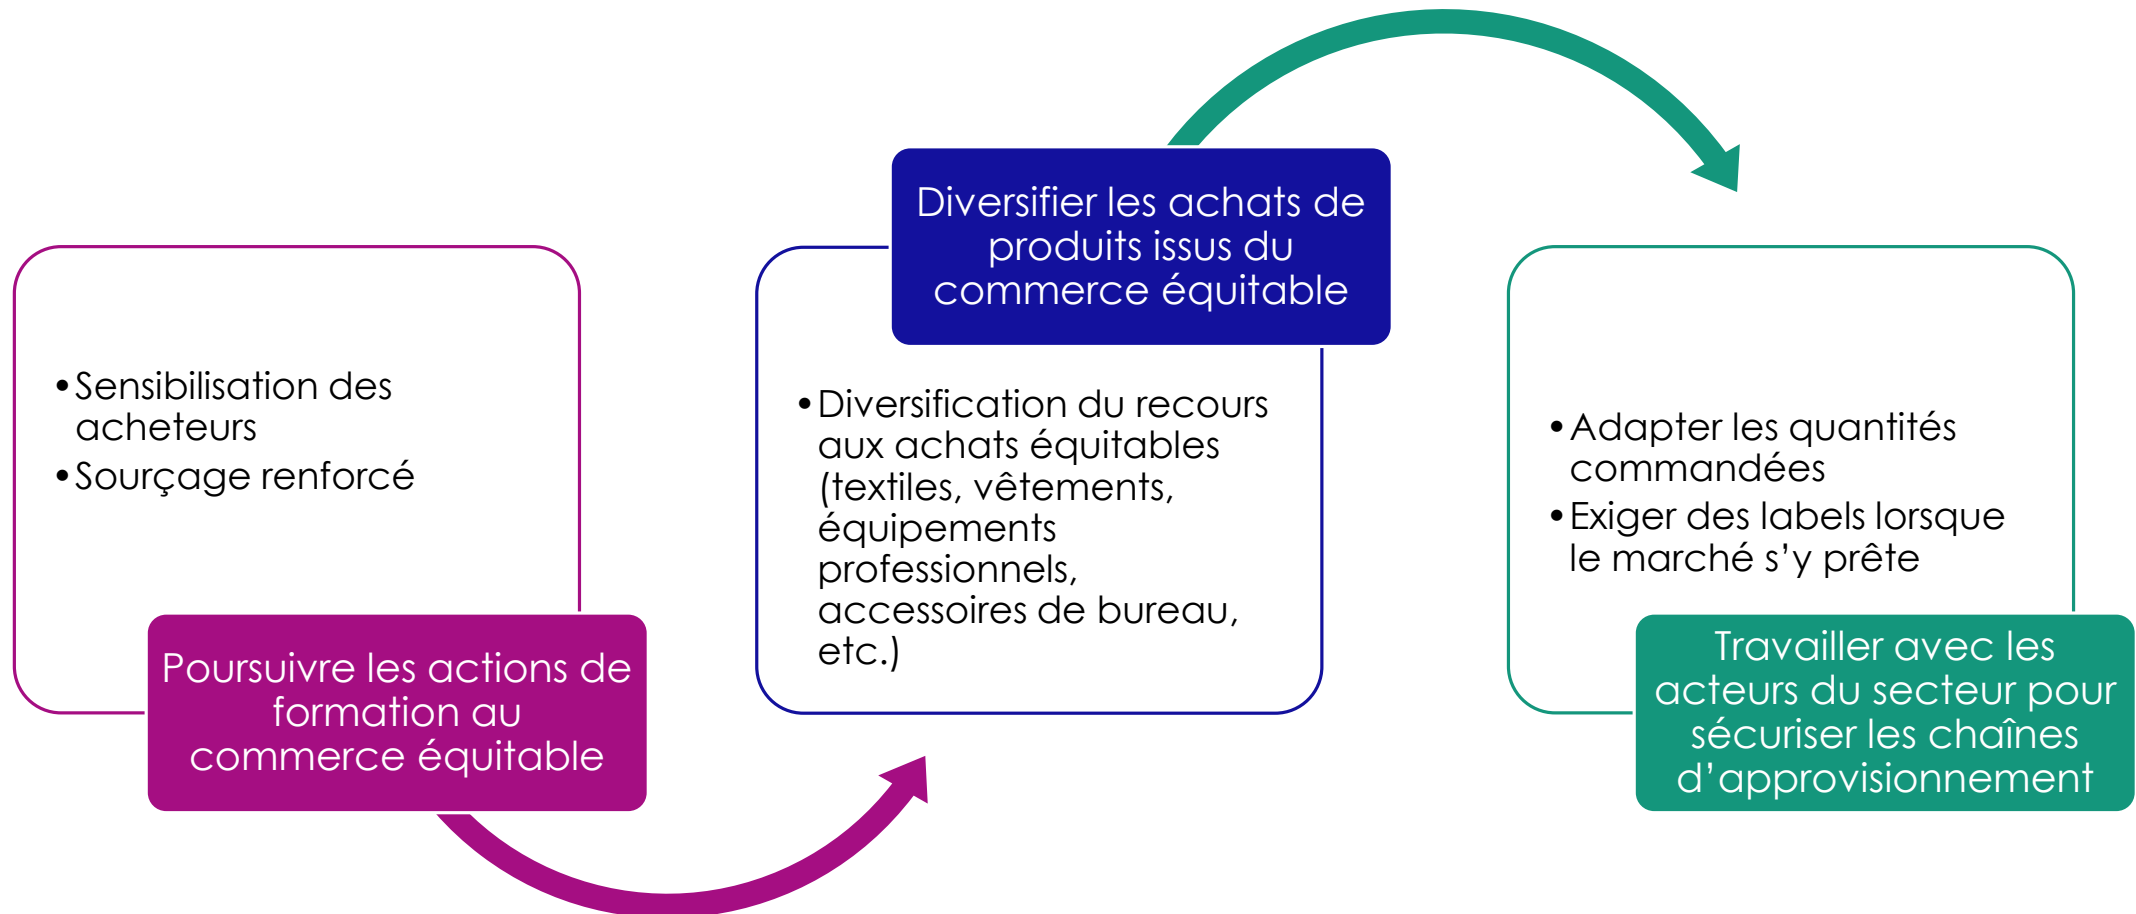 •Sensibilisation des
acheteurs
•Sourçage renforcé
Poursuivre les actions de
formation au
commerce équitable
Diversifier les achats de
produits issus du
commerce équitable
•Diversification du recours
aux achats équitables
(textiles, vêtements,
équipements
professionnels,
accessoires de bureau,
etc.)
•Adapter les quantités
commandées
•Exiger des labels lorsque
le marché s’y prête
Travailler avec les
acteurs du secteur pour
sécuriser les chaînes
d’approvisionnement